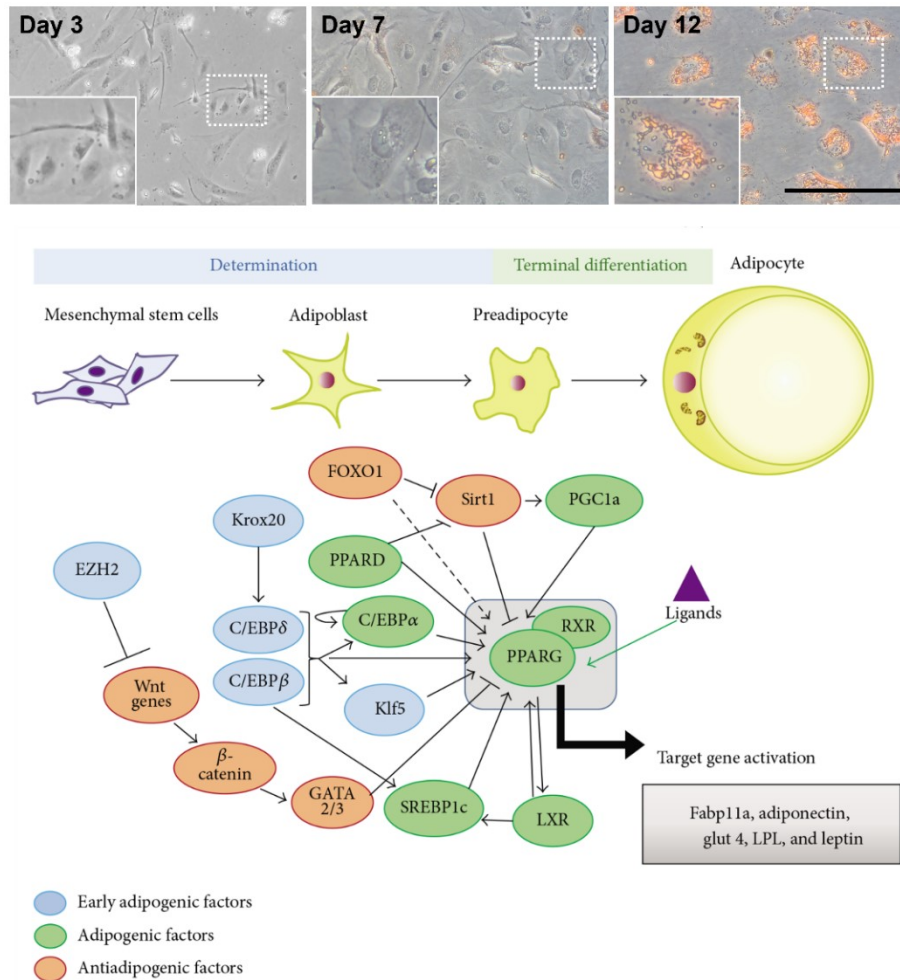 Day 3
Day 7
Day 12
Determination
Terminal differentiation
Adipocyte
Mesenchymal stem cells
Adipoblast
Preadipocyte
FOXO1
Sirt1
PGC1a
Krox20
PPARD
EZH2
Ligands
C/EBPδ
C/EBPα
RXR
PPARG
C/EBPβ
Klf5
Wnt
genes
β-
catenin
GATA
2/3
SREBP1c
LXR
Target gene activation
Fabp11a, adiponectin,
glut 4, LPL, and leptin
Early adipogenic factors
Adipogenic factors
Antiadipogenic factors